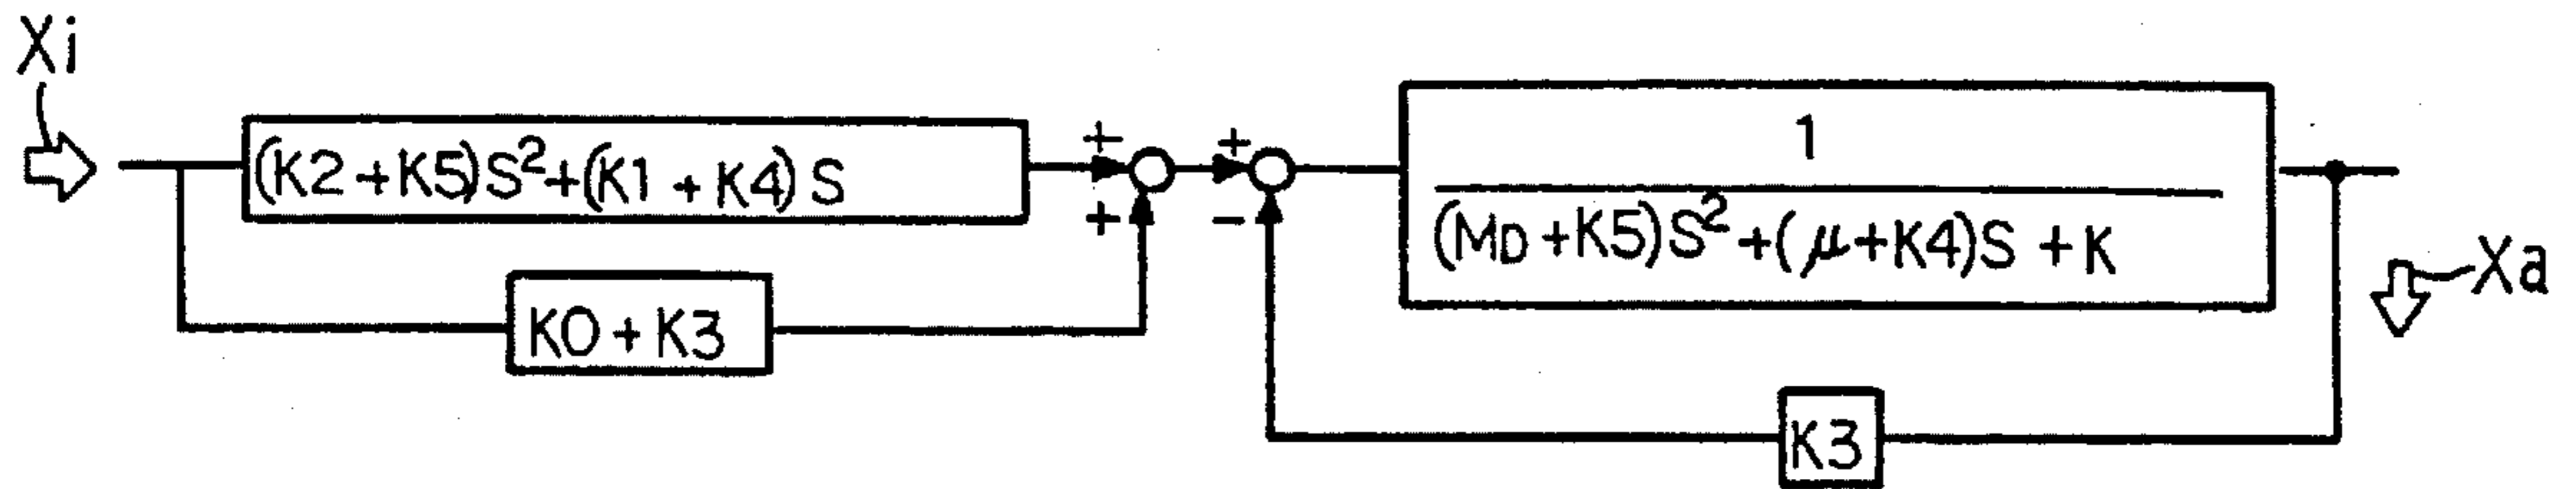 Xi
(K2+K5)S²+(K1+K4)S
+
+
K0+K3
+
-
1
(MD+K5)S²+(μ+K4)S+K
Xa
K3